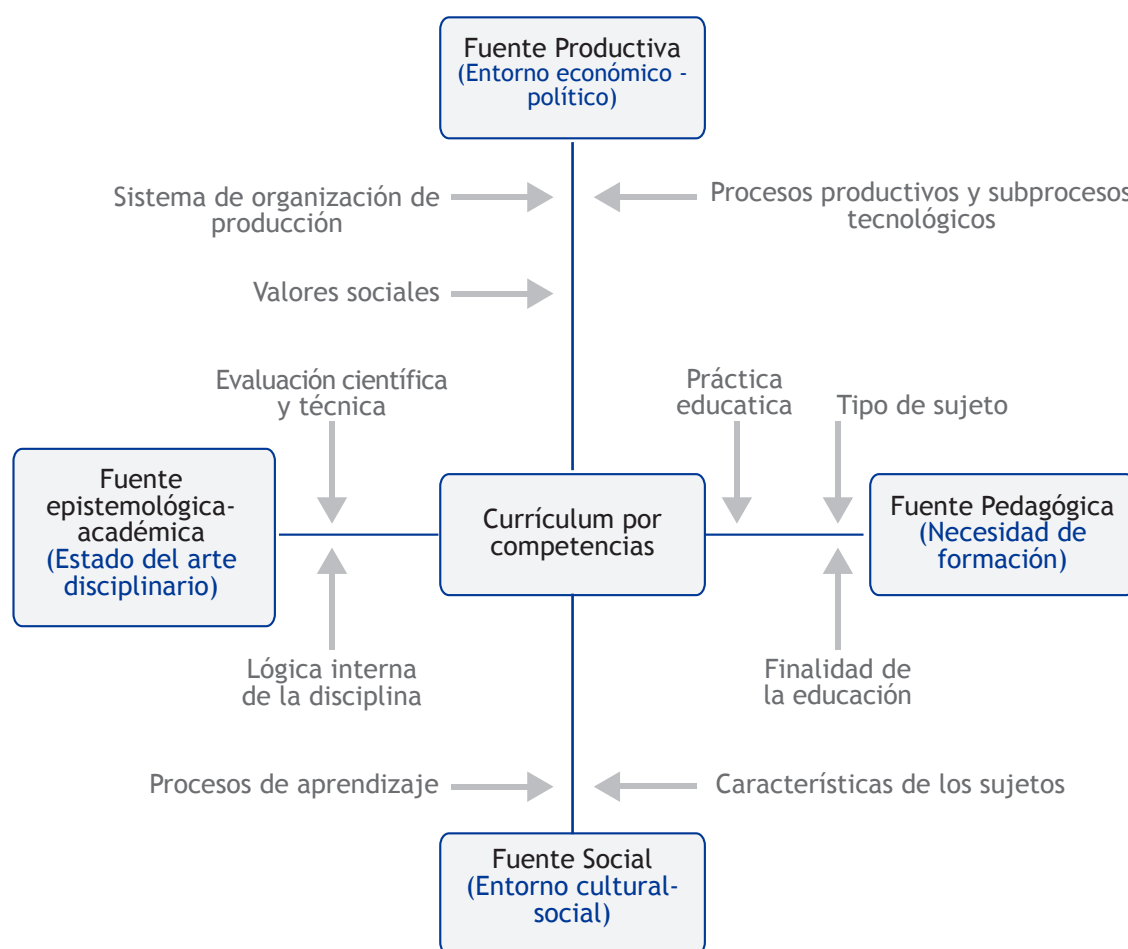 Fuente Productiva
(Entorno económico -
político)
Sistema de organización de
producción
Procesos productivos y subprocesos
tecnológicos
Valores sociales
Evaluación científica
y técnica
Práctica
educatica
Tipo de sujeto
Fuente
epistemológica-
académica
(Estado del arte
disciplinario)
Currículum por
competencias
Fuente Pedagógica
(Necesidad de
formación)
Lógica interna
de la disciplina
Finalidad de
la educación
Procesos de aprendizaje
Características de los sujetos
Fuente Social
(Entorno cultural-
social)